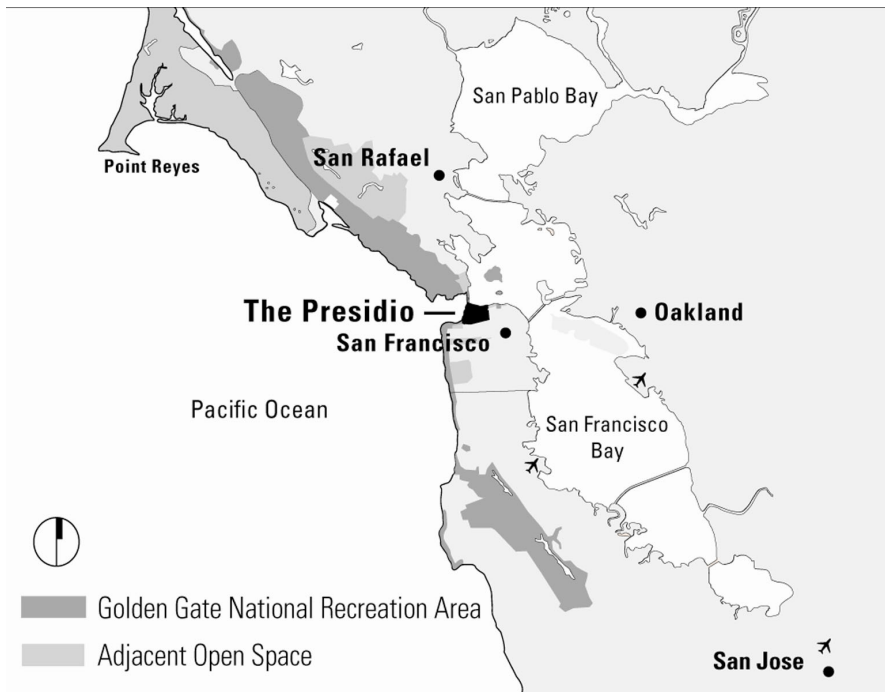 San Pablo Bay
San Rafael
Point Reyes
The Presidio
Oakland
San Francisco
Pacific Ocean
San Francisco
Bay
Golden Gate National Recreation Area
Adjacent Open Space
San Jose